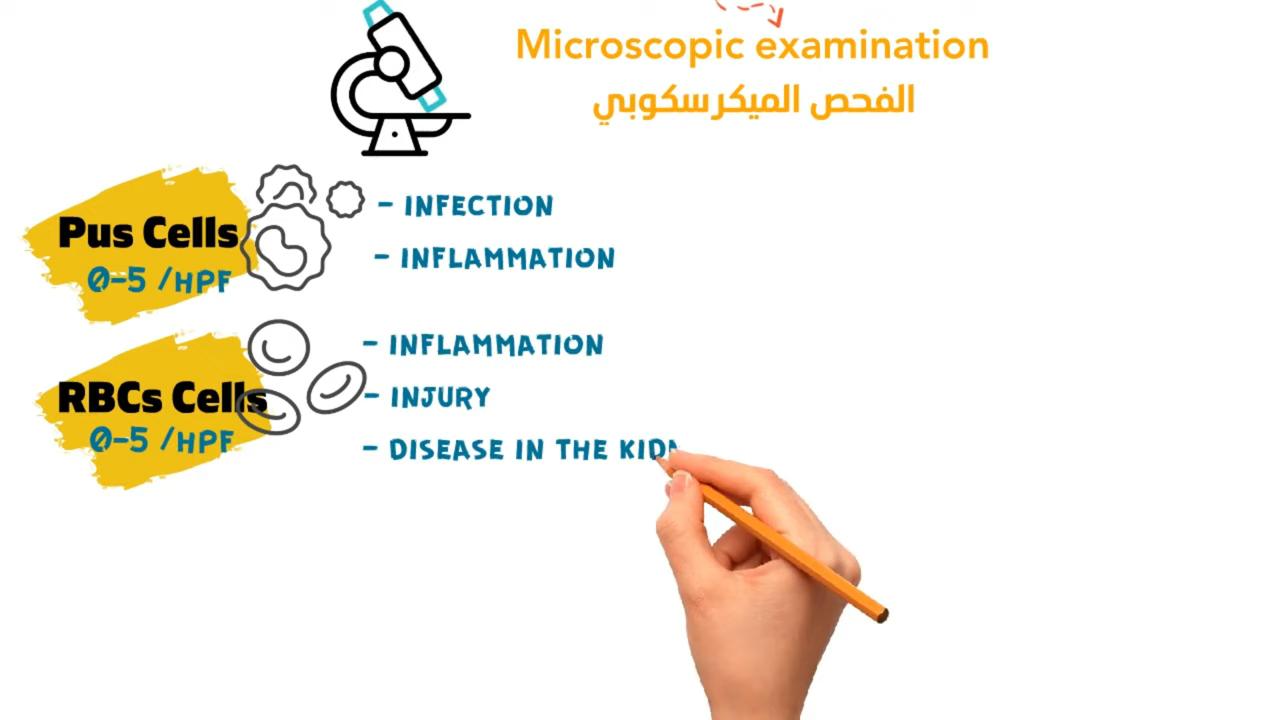 Microscopic examination
الفحص الميكرسكوبي
Pus Cells
0-5 /HPF
- INFECTION
- INFLAMMATION
RBCs Cells
0-5 /HPF
- INFLAMMATION
- INJURY
- DISEASE IN THE